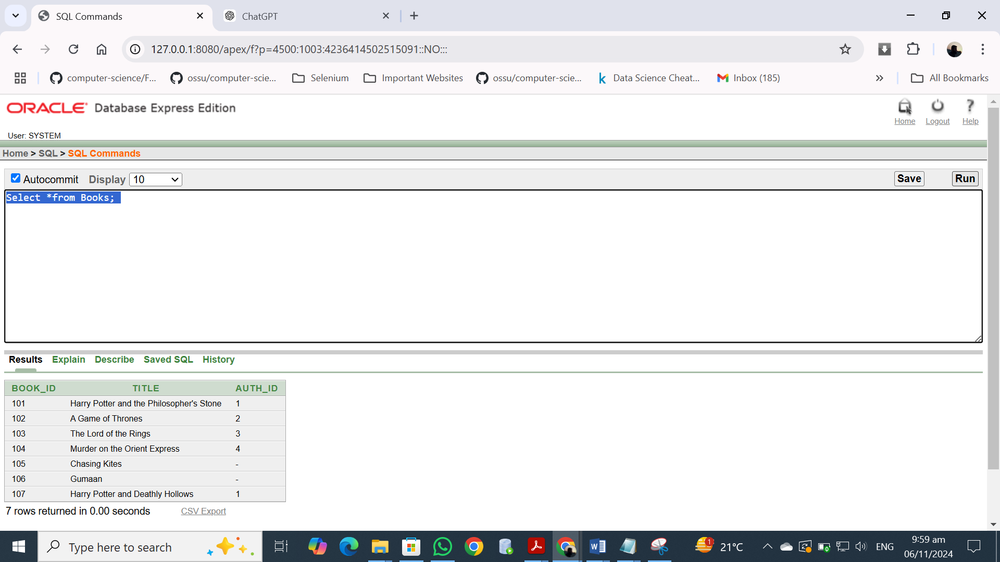 SQL Commands
ChatGPT
127.0.0.1:8080/apex/f?p=4500:1003:4236414502515091::NO:::
computer-science/F...
ossu/computer-scie...
Selenium
Important Websites
ossu/computer-scie...
Data Science Cheat...
Inbox (185)
All Bookmarks
ORACLE Database Express Edition
Home
Logout
Help
User: SYSTEM
Home > SQL > SQL Commands
Autocommit Display 10
Save
Run
Select *from Books;
Results Explain Describe Saved SQL History
BOOK_ID TITLE AUTH_ID
101 Harry Potter and the Philosopher's Stone 1
102 A Game of Thrones 2
103 The Lord of the Rings 3
104 Murder on the Orient Express 4
105 Chasing Kites -
106 Gumaan -
107 Harry Potter and Deathly Hollows 1
7 rows returned in 0.00 seconds CSV Export
Type here to search
1
21°C
ENG
9:59 am
06/11/2024